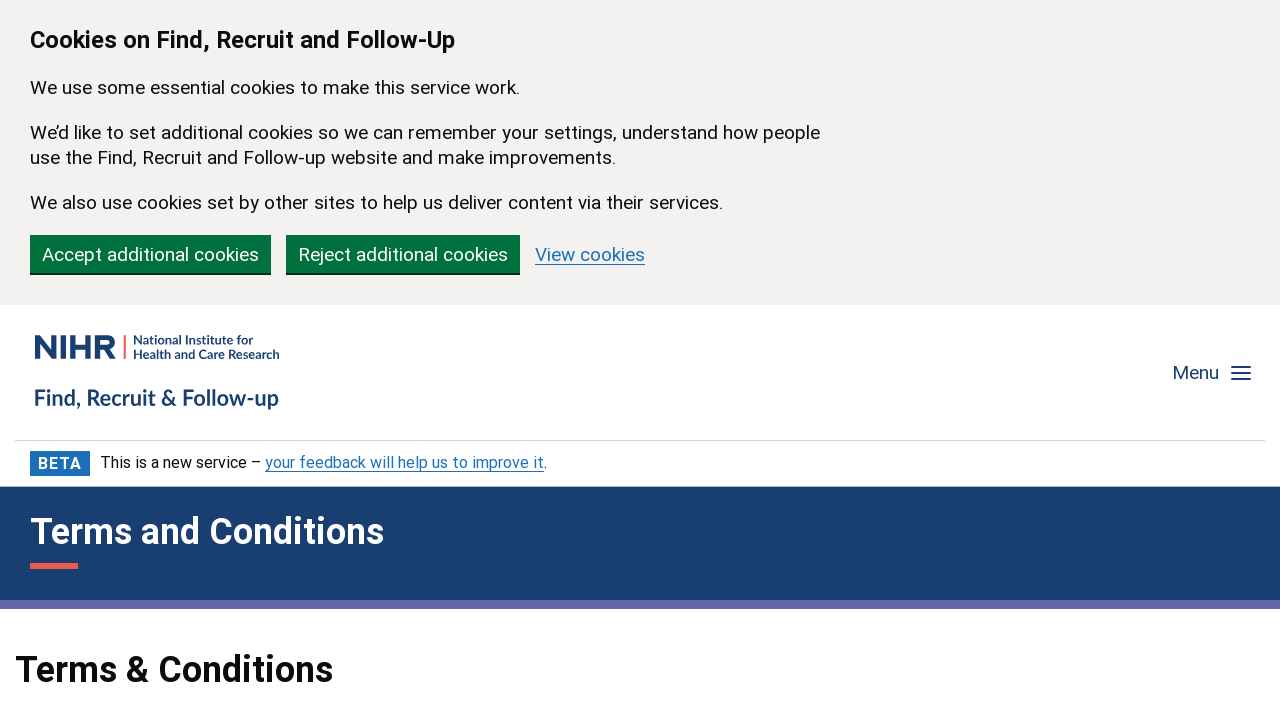 Cookies on Find, Recruit and Follow-Up
We use some essential cookies to make this service work.
We’d like to set additional cookies so we can remember your settings, understand how people
use the Find, Recruit and Follow-up website and make improvements.
We also use cookies set by other sites to help us deliver content via their services.
Accept additional cookies Reject additional cookies View cookies
NIHR | National Institute for
Health and Care Research
Find, Recruit & Follow-up
Menu
BETA This is a new service – your feedback will help us to improve it.
Terms and Conditions
Terms & Conditions